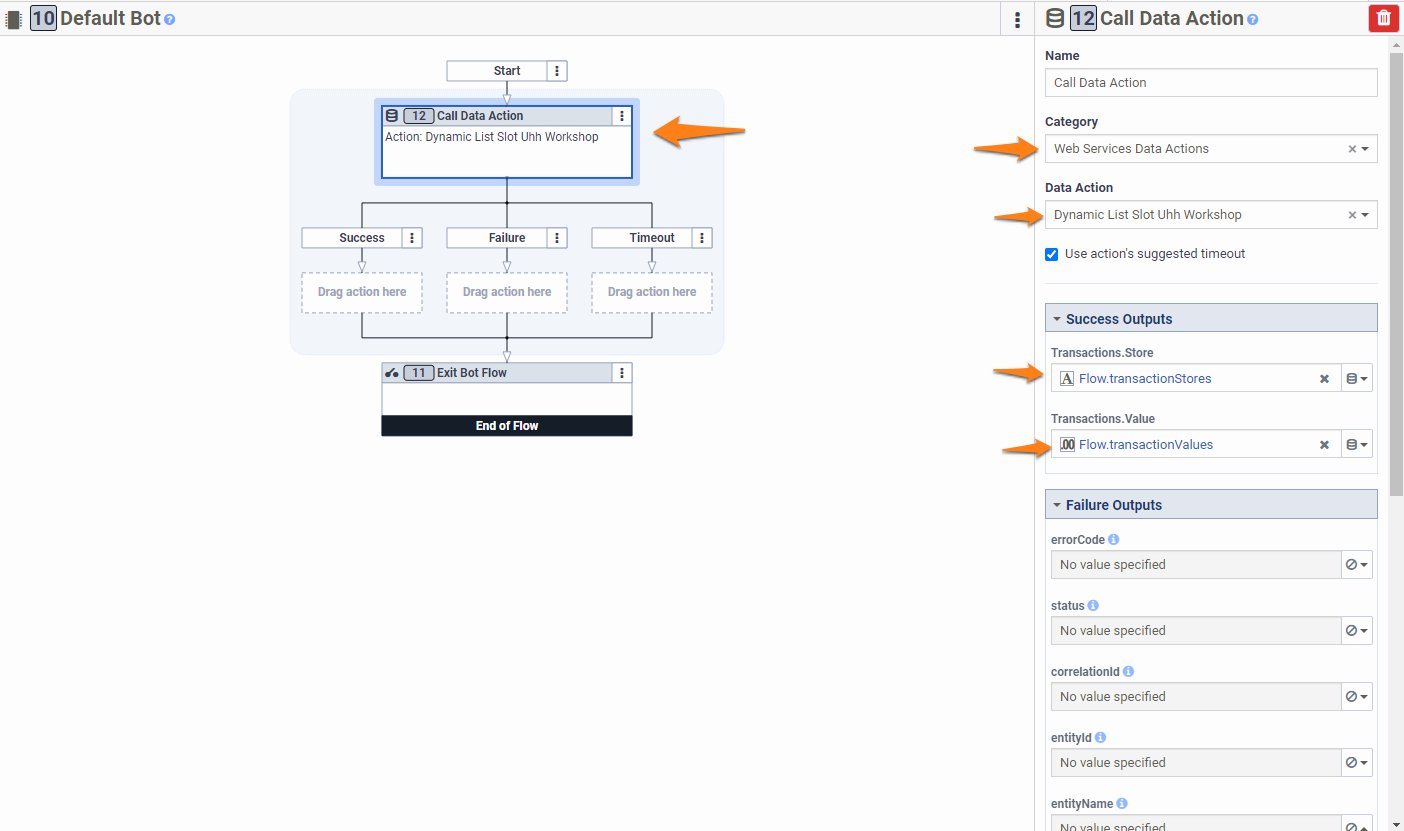 10 Default Bot
Start
12 Call Data Action
Action: Dynamic List Slot Uhh Workshop
Success
Failure
Timeout
Drag action here
Drag action here
Drag action here
11 Exit Bot Flow
End of Flow
12 Call Data Action
Name
Call Data Action
Category
Web Services Data Actions
Data Action
Dynamic List Slot Uhh Workshop
Use action's suggested timeout
Success Outputs
Transactions.Store
A Flow.transactionStores
Transactions.Value
.00 Flow.transactionValues
Failure Outputs
errorCode
No value specified
status
No value specified
correlationId
No value specified
entityId
No value specified
entityName
No value specified